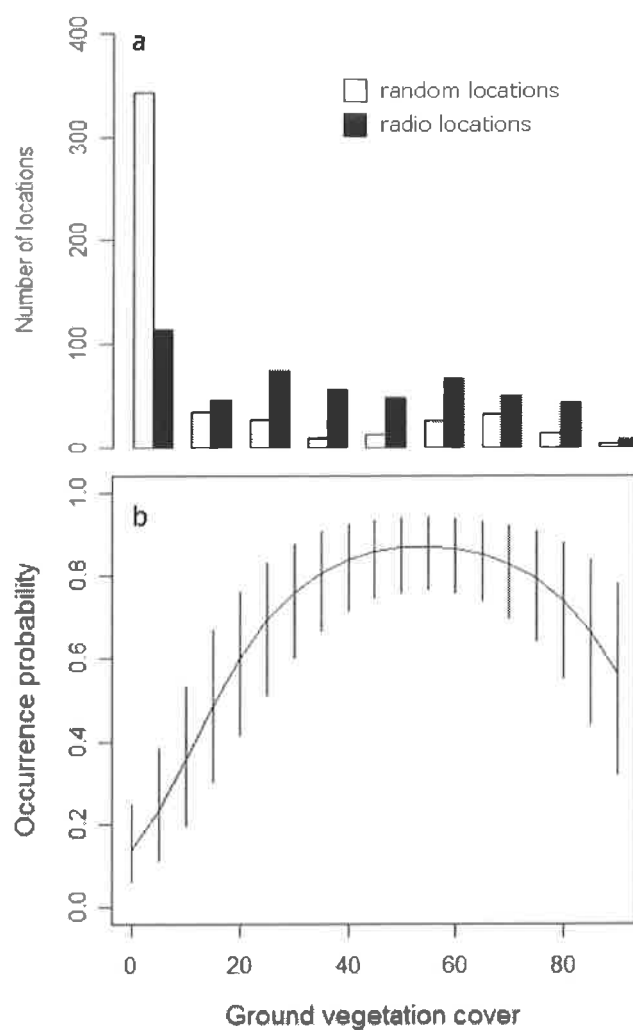 a
400
300
200
100
0
Number of locations
random locations
radio locations
b
1.0
0.8
0.6
0.4
0.2
0.0
Occurrence probability
0 20 40 60 80
Ground vegetation cover